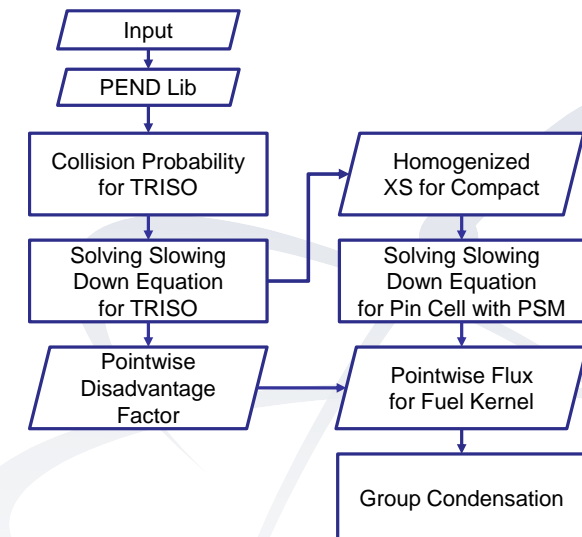 Input
PEND Lib
Collision Probability
for TRISO
Solving Slowing
Down Equation
for TRISO
Pointwise
Disadvantage
Factor
Homogenized
XS for Compact
Solving Slowing
Down Equation
for Pin Cell with PSM
Pointwise Flux
for Fuel Kernel
Group Condensation